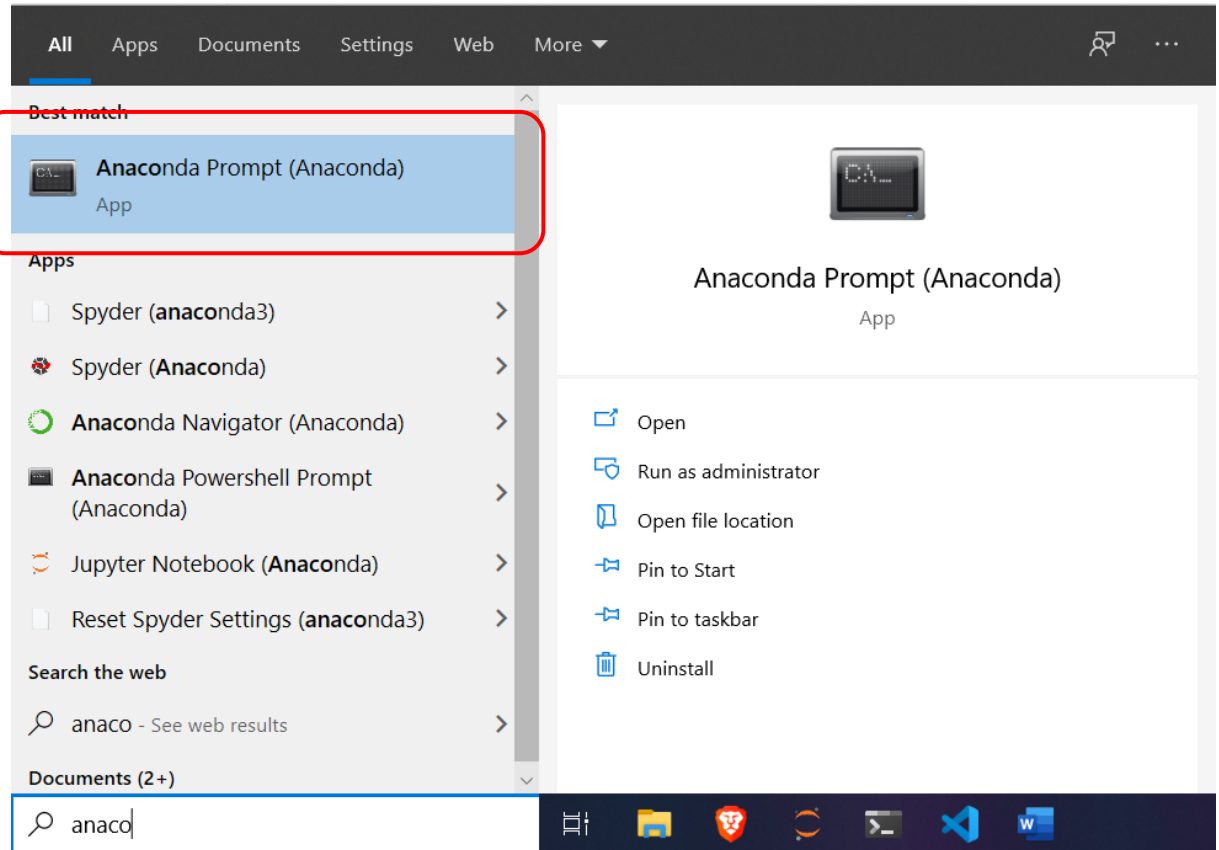 All Apps Documents Settings Web More
Best match
Anaconda Prompt (Anaconda)
App
Apps
Spyder (anaconda3)
Spyder (Anaconda)
Anaconda Navigator (Anaconda)
Anaconda Powershell Prompt
(Anaconda)
Jupyter Notebook (Anaconda)
Reset Spyder Settings (anaconda3)
Search the web
anaco - See web results
Documents (2+)
anaco
C:\_
Anaconda Prompt (Anaconda)
App
Open
Run as administrator
Open file location
Pin to Start
Pin to taskbar
Uninstall
W